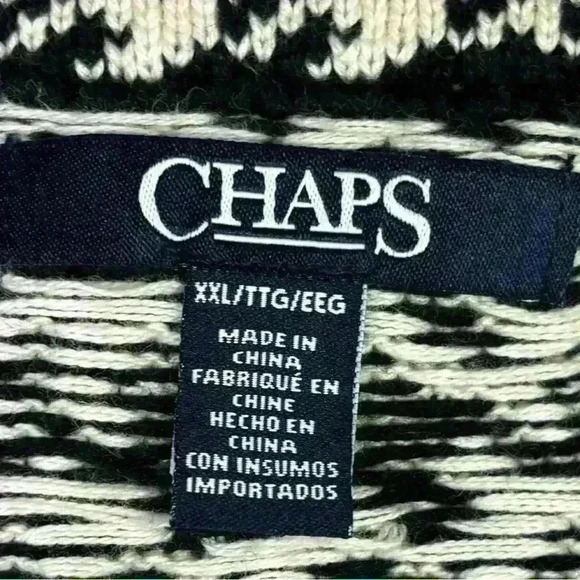 CHAPS
XXL/TTG/EEG
MADE IN
CHINA
FABRIQUÉ EN
CHINE
HECHO EN
CHINA
CON INSUMOS
IMPORTADOS